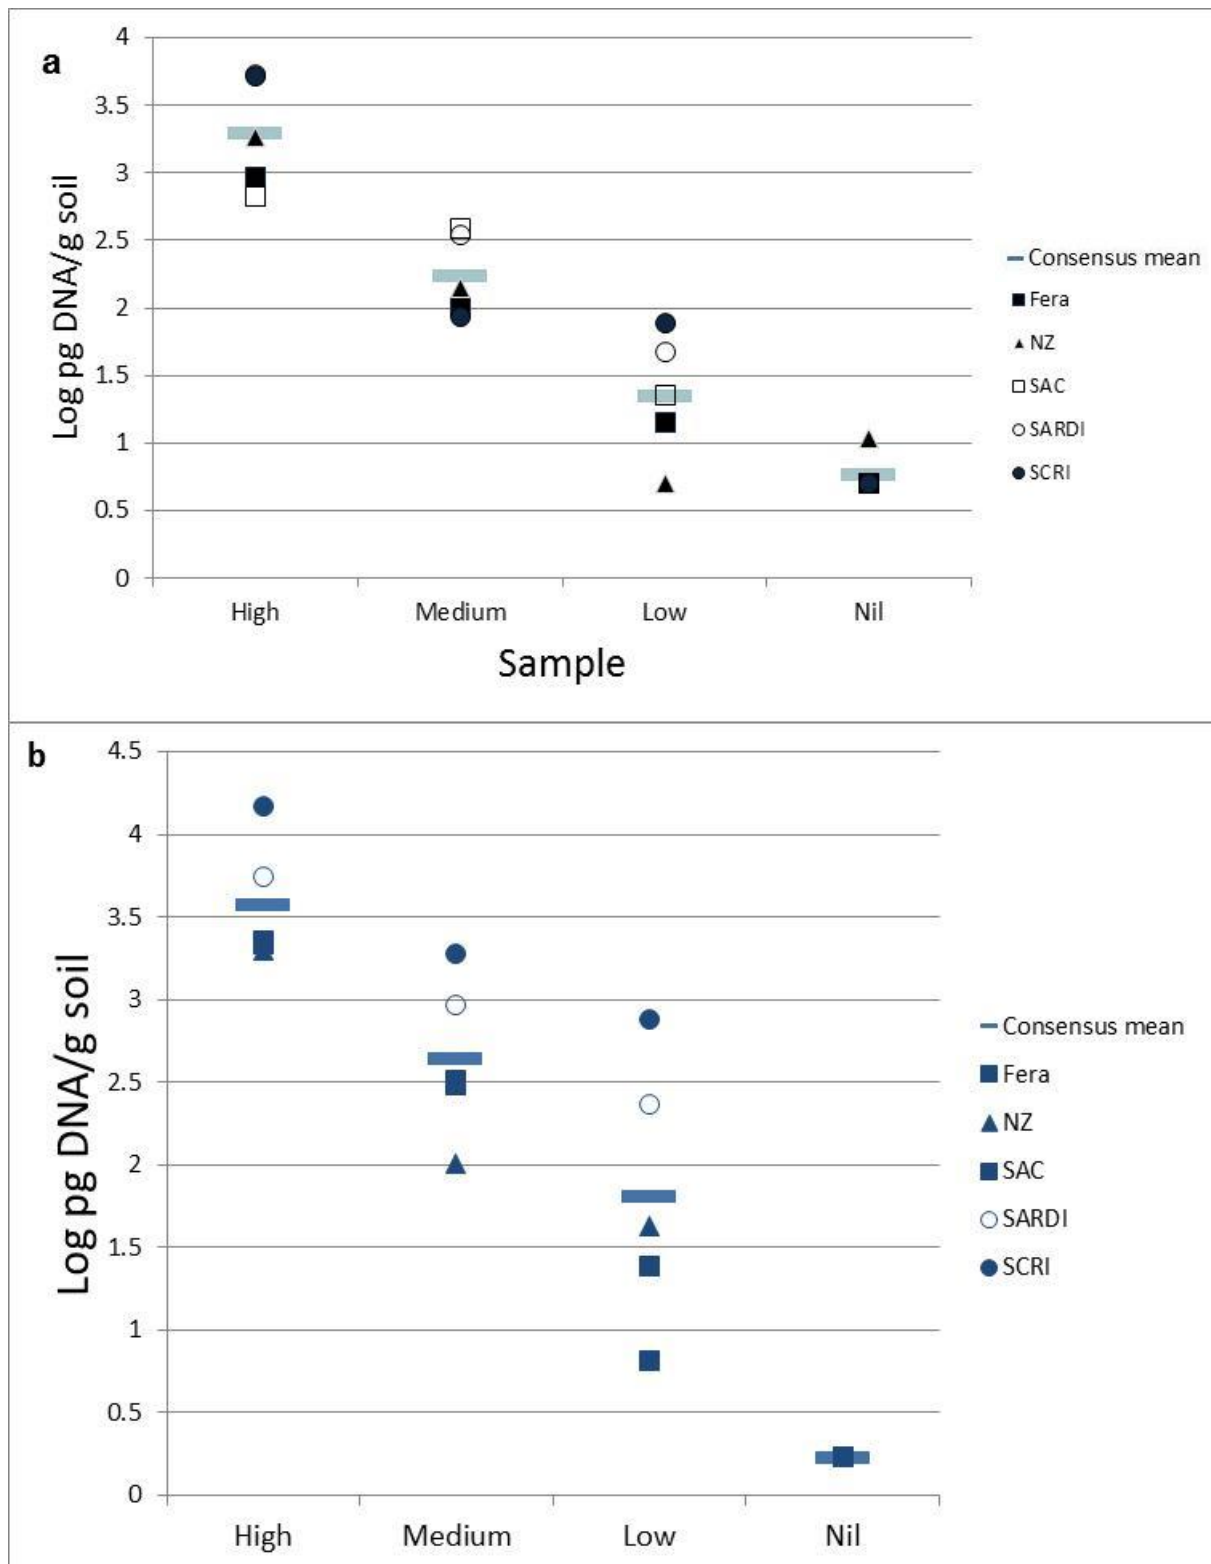 a
Log pg DNA/g soil
4
3.5
3
2.5
2
1.5
1
0.5
0
High Medium Low Nil
Sample
Consensus mean
Fera
NZ
SAC
SARDI
SCRI
b
Log pg DNA/g soil
4.5
4
3.5
3
2.5
2
1.5
1
0.5
0
High Medium Low Nil
Consensus mean
Fera
NZ
SAC
SARDI
SCRI